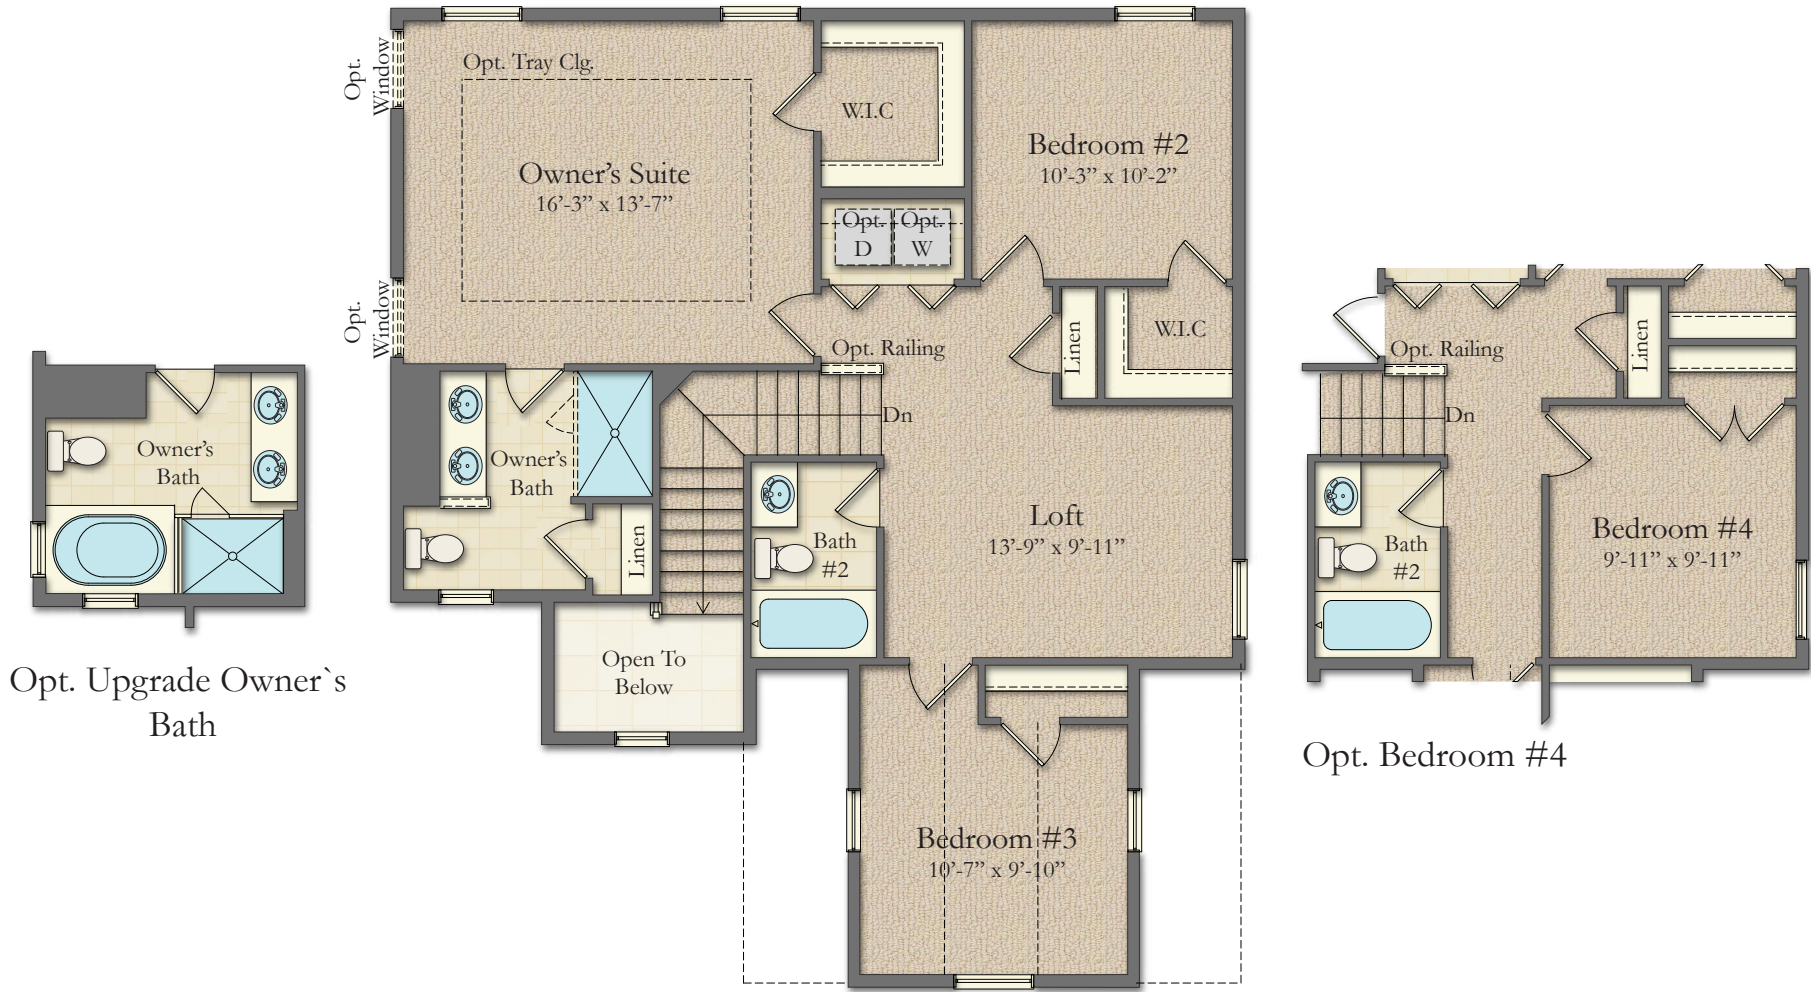 Opt.
Window
Opt. Tray Clg.
W.I.C
Owner's Suite
16'-3” x 13'-7”
Bedroom #2
10'-3” x 10'-2”
Opt.
D
Opt.
W
Opt.
Window
Opt. Railing
Linen
W.I.C
Dn
Owner's
Bath
Linen
Bath
#2
Loft
13'-9” x 9'-11”
Open To
Below
Bedroom #3
10'-7” x 9'-10”
Owner's
Bath
Opt. Upgrade Owner`s
Bath
Opt. Railing
Linen
Dn
Bath
#2
Bedroom #4
9'-11” x 9'-11”
Opt. Bedroom #4